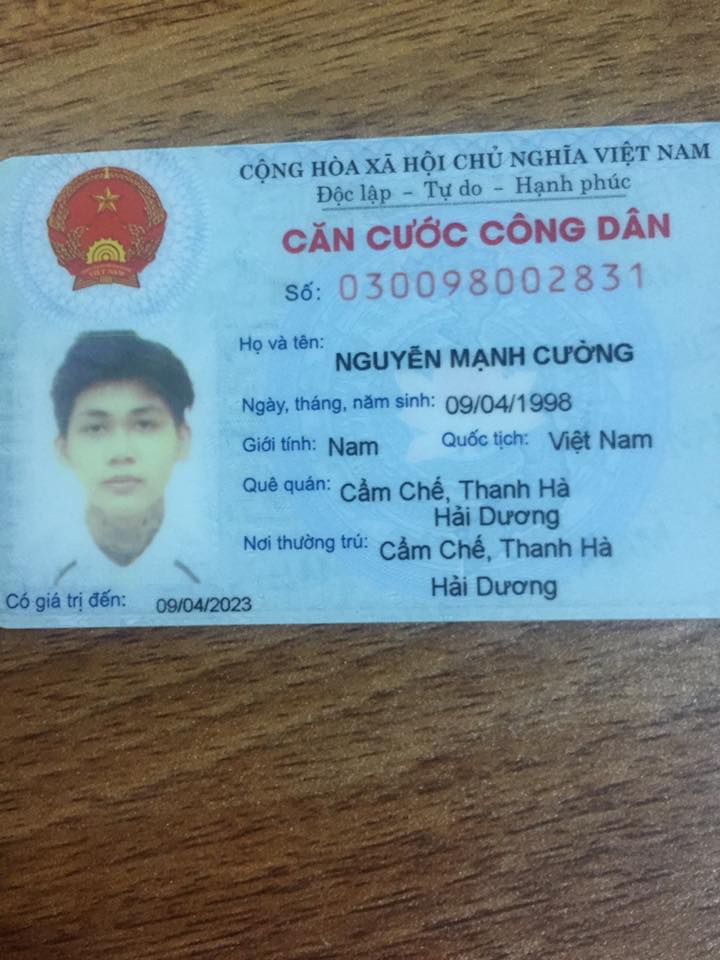 CỘNG HÒA XÃ HỘI CHỦ NGHĨA VIỆT NAM
Độc lập - Tự do - Hạnh phúc
CĂN CƯỚC CÔNG DÂN
Số: 030098002831
Họ và tên: NGUYỄN MẠNH CƯỜNG
Ngày, tháng, năm sinh: 09/04/1998
Giới tính: Nam Quốc tịch: Việt Nam
Quê quán: Cẩm Chế, Thanh Hà
Hải Dương
Nơi thường trú: Cẩm Chế, Thanh Hà
Hải Dương
Có giá trị đến: 09/04/2023
VIỆT NAM